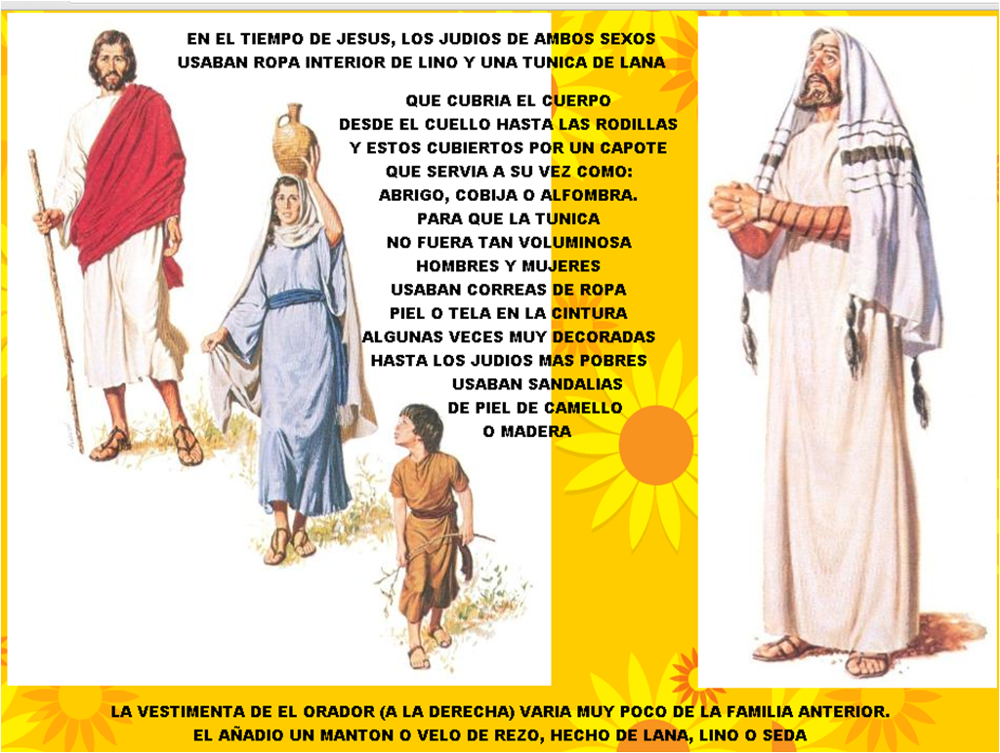 EN EL TIEMPO DE JESUS, LOS JUDIOS DE AMBOS SEXOS
USABAN ROPA INTERIOR DE LINO Y UNA TUNICA DE LANA
QUE CUBRIA EL CUERPO
DESDE EL CUELLO HASTA LAS RODILLAS
Y ESTOS CUBIERTOS POR UN CAPOTE
QUE SERVIA A SU VEZ COMO:
ABRIGO, COBIJA O ALFOMBRA.
PARA QUE LA TUNICA
NO FUERA TAN VOLUMINOSA
HOMBRES Y MUJERES
USABAN CORREAS DE ROPA
PIEL O TELA EN LA CINTURA
ALGUNAS VECES MUY DECORADAS
HASTA LOS JUDIOS MAS POBRES
USABAN SANDALIAS
DE PIEL DE CAMELLO
O MADERA
LA VESTIMENTA DE EL ORADOR (A LA DERECHA) VARIA MUY POCO DE LA FAMILIA ANTERIOR.
EL AÑADIO UN MANTON O VELO DE REZO, HECHO DE LANA, LINO O SEDA